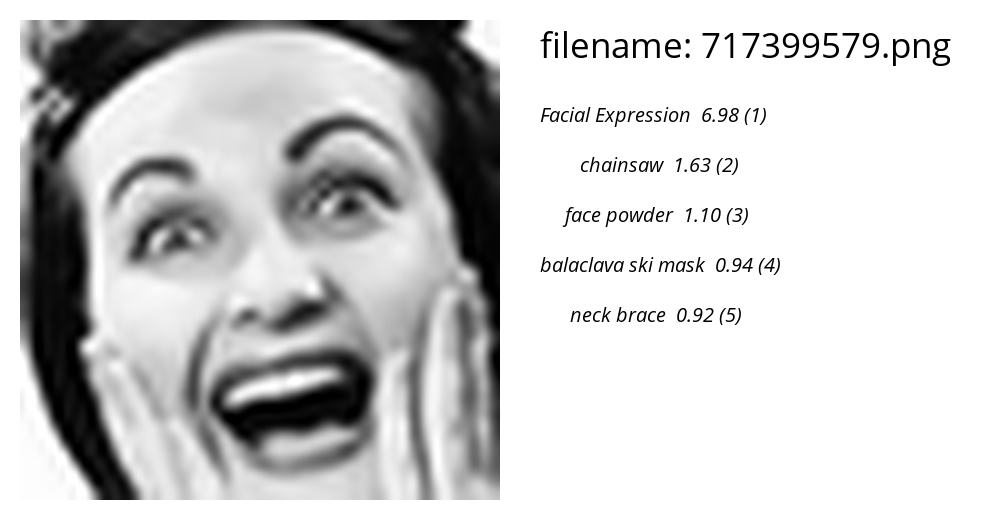 filename: 717399579.png
Facial Expression 6.98 (1)
chainsaw 1.63 (2)
face powder 1.10 (3)
balaclava ski mask 0.94 (4)
neck brace 0.92 (5)